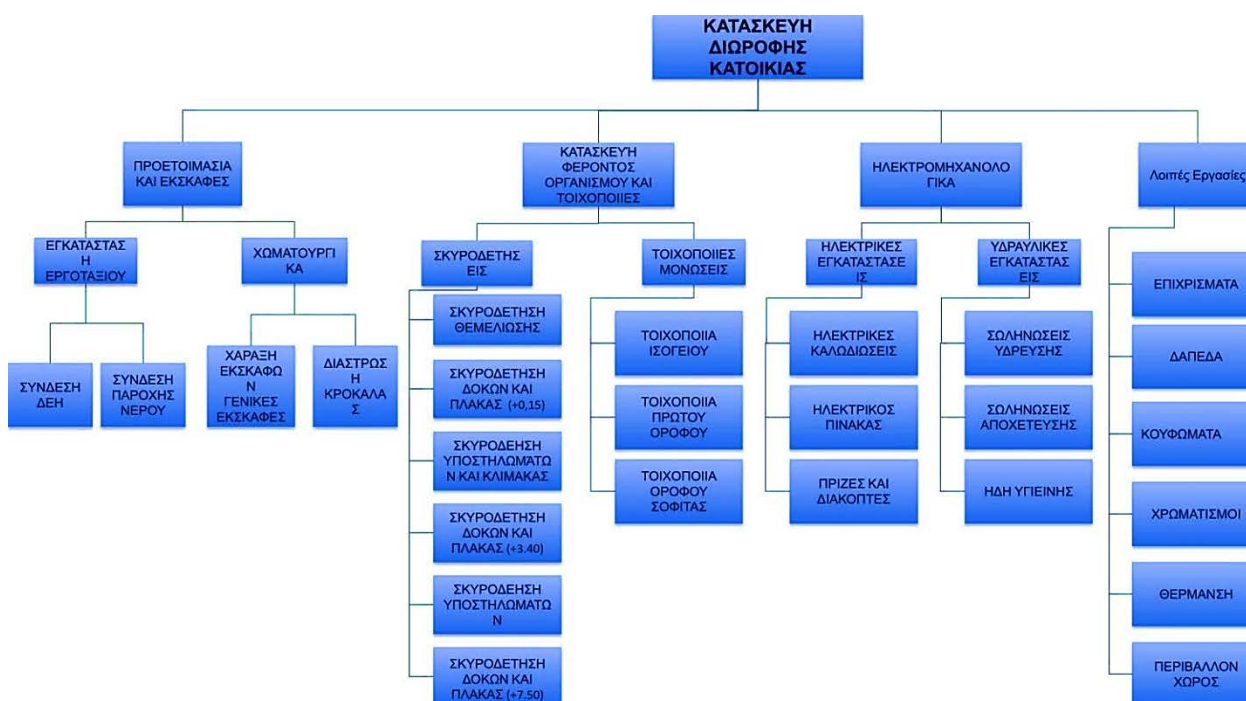 ΚΑΤΑΣΚΕΥΗ
ΔΙΩΡΟΦΗΣ
ΚΑΤΟΙΚΙΑΣ
ΠΡΟΕΤΟΙΜΑΣΙΑ
ΚΑΙ ΕΚΣΚΑΦΕΣ
ΚΑΤΑΣΚΕΥΉ
ΦΕΡΟΝΤΟΣ
ΟΡΓΑΝΙΣΜΟΥ ΚΑΙ
ΤΟΙΧΟΠΟΙΙΕΣ
ΗΛΕΚΤΡΟΜΗΧΑΝΟΛΟ
ΓΙΚΑ
Λοιπές Εργασίες
ΕΓΚΑΤΑΣΤΑΣ
Η
ΕΡΓΟΤΑΞΙΟΥ
ΧΩΜΑΤΟΥΡΓΙ
ΚΑ
ΣΚΥΡΟΔΕΤΗΣ
ΕΙΣ
ΤΟΙΧΟΠΟΙΙΕΣ
ΜΟΝΩΣΕΙΣ
ΗΛΕΚΤΡΙΚΕΣ
ΕΓΚΑΤΑΣΤΑΣΕ
ΙΣ
ΥΔΡΑΥΛΙΚΕΣ
ΕΓΚΑΤΑΣΤΑΣ
ΕΙΣ
ΣΥΝΔΕΣΗ
ΔΕΗ
ΣΥΝΔΕΣΗ
ΠΑΡΟΧΗΣ
ΝΕΡΟΥ
ΧΑΡΑΞΗ
ΕΚΣΚΑΦΩ
Ν
ΓΕΝΙΚΕΣ
ΕΚΣΚΑΦΕΣ
ΔΙΑΣΤΡΩΣ
Η
ΚΡΟΚΑΛΑ
Σ
ΣΚΥΡΟΔΕΤΗΣΗ
ΘΕΜΕΛΙΩΣΗΣ
ΣΚΥΡΟΔΕΤΗΣΗ
ΔΟΚΩΝ ΚΑΙ
ΠΛΑΚΑΣ (+0,15)
ΣΚΥΡΟΔΕΗΣΗ
ΥΠΟΣΤΗΛΩΜΆΤΩ
Ν ΚΑΙ ΚΛΙΜΑΚΑΣ
ΣΚΥΡΟΔΕΤΗΣΗ
ΔΟΚΩΝ ΚΑΙ
ΠΛΑΚΑΣ (+3.40)
ΣΚΥΡΟΔΕΗΣΗ
ΥΠΟΣΤΗΛΩΜΑΤΩ
Ν
ΣΚΥΡΟΔΕΤΗΣΗ
ΔΟΚΩΝ ΚΑΙ
ΠΛΑΚΑΣ (+7.50)
ΤΟΙΧΟΠΟΙΙΑ
ΙΣΟΓΕΙΟΥ
ΤΟΙΧΟΠΟΙΙΑ
ΠΡΩΤΟΥ
ΟΡΟΦΟΥ
ΤΟΙΧΟΠΟΙΙΑ
ΟΡΟΦΟΥ
ΣΟΦΙΤΑΣ
ΗΛΕΚΤΡΙΚΕΣ
ΚΑΛΩΔΙΩΣΕΙΣ
ΗΛΕΚΤΡΙΚΟΣ
ΠΙΝΑΚΑΣ
ΠΡΙΖΕΣ ΚΑΙ
ΔΙΑΚΟΠΤΕΣ
ΣΩΛΗΝΩΣΕΙΣ
ΥΔΡΕΥΣΗΣ
ΣΩΛΗΝΩΣΕΙΣ
ΑΠΟΧΕΤΕΥΣΗΣ
ΗΔΗ ΥΓΙΕΙΝΗΣ
ΕΠΙΧΡΙΣΜΑΤΑ
ΔΑΠΕΔΑ
ΚΟΥΦΩΜΑΤΑ
ΧΡΩΜΑΤΙΣΜΟΙ
ΘΕΡΜΑΝΣΗ
ΠΕΡΙΒΑΛΛΟΝ
ΧΩΡΟΣ